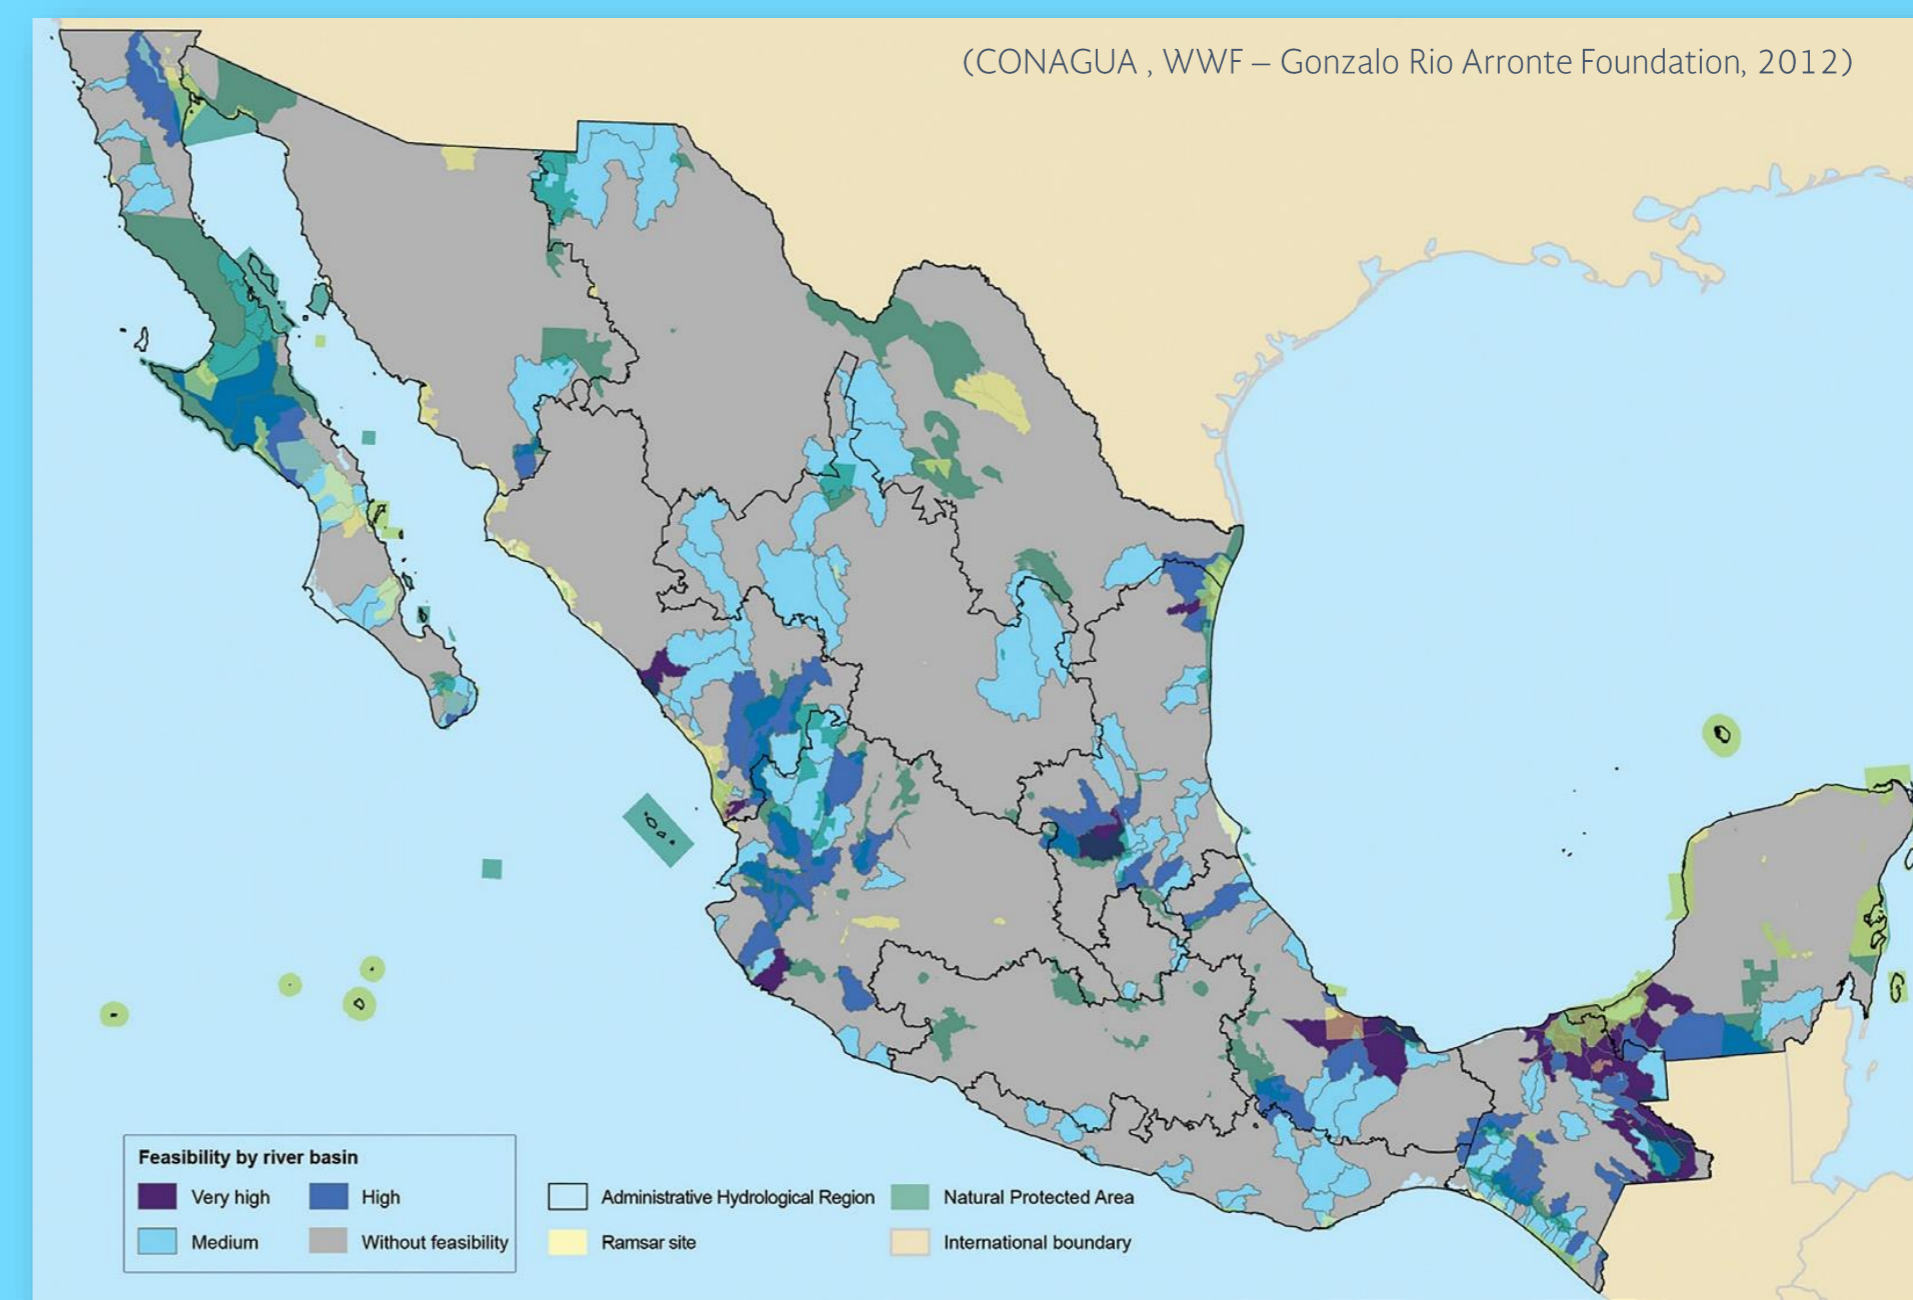 (CONAGUA , WWF – Gonzalo Rio Arronte Foundation, 2012)
Feasibility by river basin
Very high
High
Medium
Without feasibility
Administrative Hydrological Region
Natural Protected Area
Ramsar site
International boundary